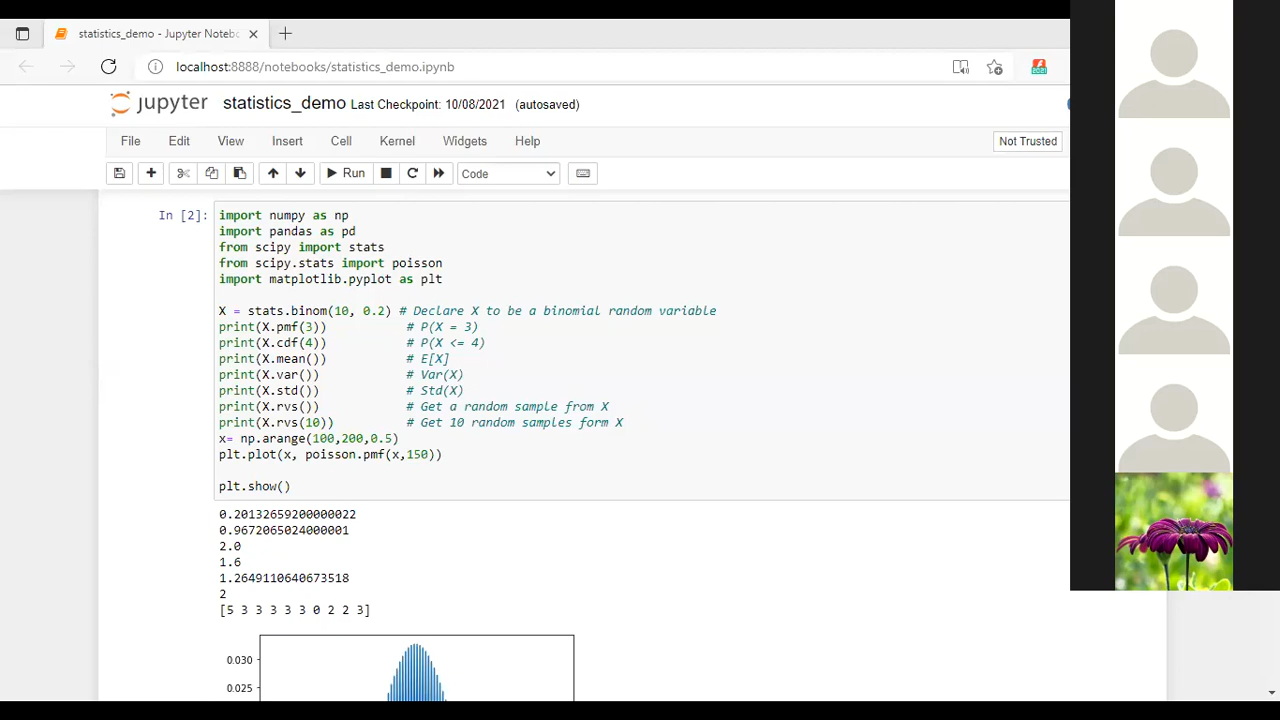 statistics_demo - Jupyter Noteb
localhost:8888/notebooks/statistics_demo.ipynb
jupyter statistics_demo Last Checkpoint: 10/08/2021 (autosaved)
File Edit View Insert Cell Kernel Widgets Help
Not Trusted
Run Code
In [2]:
import numpy as np
import pandas as pd
from scipy import stats
from scipy.stats import poisson
import matplotlib.pyplot as plt
X = stats.binom(10, 0.2) # Declare X to be a binomial random variable
print(X.pmf(3)) # P(X = 3)
print(X.cdf(4)) # P(X <= 4)
print(X.mean()) # E[X]
print(X.var()) # Var(X)
print(X.std()) # Std(X)
print(X.rvs()) # Get a random sample from X
print(X.rvs(10)) # Get 10 random samples form X
x= np.arange(100,200,0.5)
plt.plot(x, poisson.pmf(x,150))
plt.show()
0.20132659200000022
0.9672065024000001
2.0
1.6
1.2649110640673518
2
[5 3 3 3 3 3 0 2 2 3]
0.030
0.025